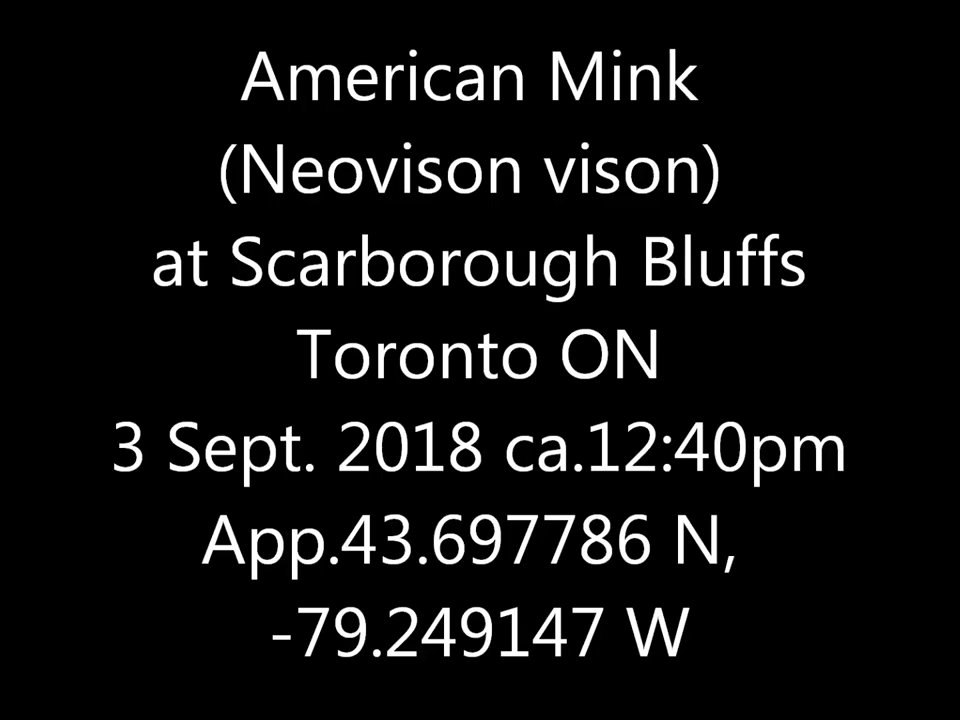 American Mink
(Neovison vison)
at Scarborough Bluffs
Toronto ON
3 Sept. 2018 ca.12:40pm
App.43.697786 N,
-79.249147 W